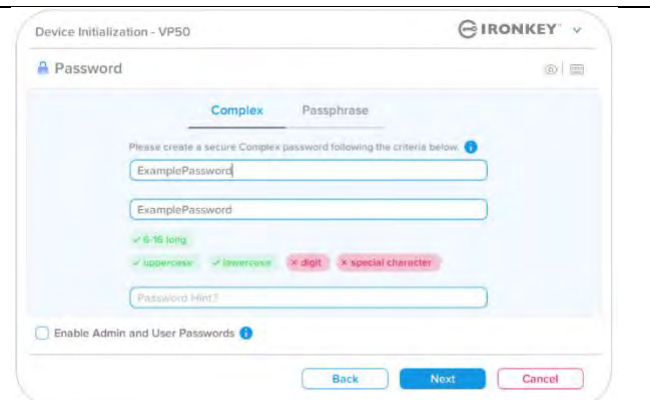 Device Initialization - VP50
IRONKEY
Password
Complex Passphrase
Please create a secure Complex password following the criteria below.
ExamplePassword
ExamplePassword
✓ 6-16 long
✓ uppercase ✓ lowercase × digit × special character
Password Hint?
Enable Admin and User Passwords
Back Next Cancel